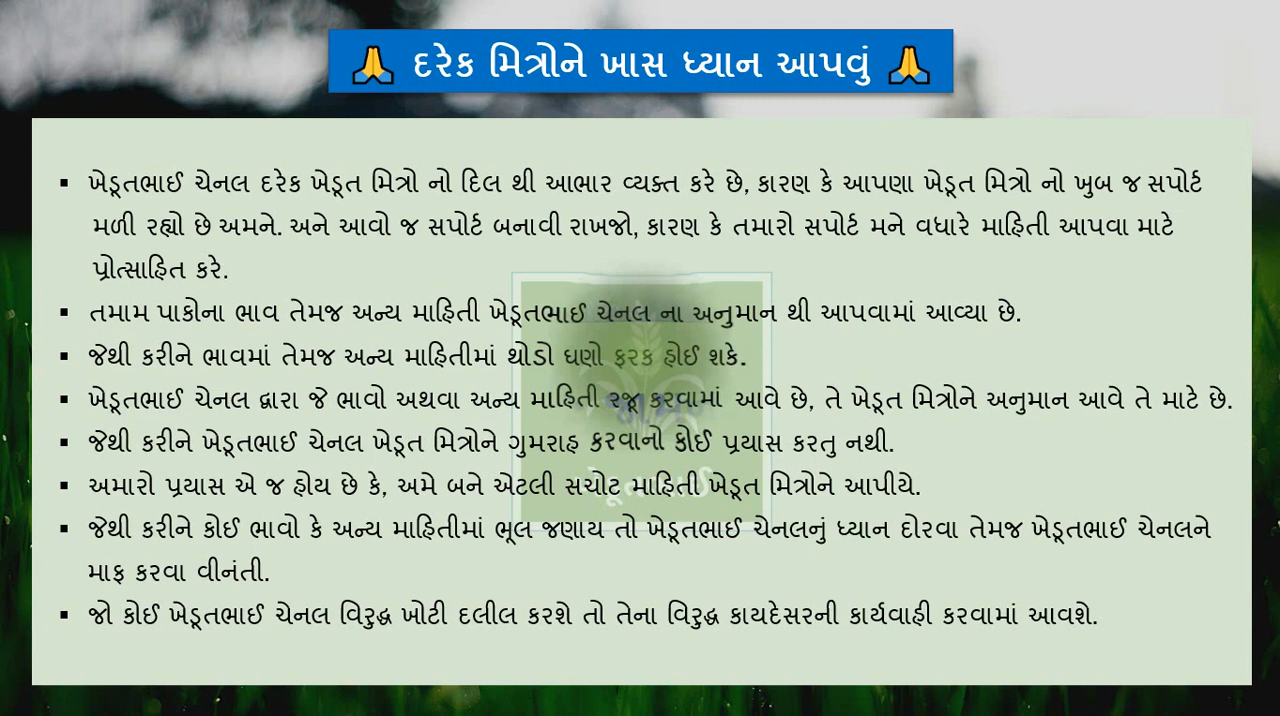 🙏 દરેક મિત્રોને ખાસ ધ્યાન આપવું 🙏
▪ ખેડૂતભાઈ ચેનલ દરેક ખેડૂત મિત્રો નો દિલ થી આભાર વ્યક્ત કરે છે, કારણ કે આપણા ખેડૂત મિત્રો નો ખુબ જ સપોર્ટ
મળી રહ્યો છે અમને. અને આવો જ સપોર્ટ બનાવી રાખજો, કારણ કે તમારો સપોર્ટ મને વધારે માહિતી આપવા માટે
પ્રોત્સાહિત કરે.
▪ તમામ પાકોના ભાવ તેમજ અન્ય માહિતી ખેડૂતભાઈ ચેનલ ના અનુમાન થી આપવામાં આવ્યા છે.
▪ જેથી કરીને ભાવમાં તેમજ અન્ય માહિતીમાં થોડો ઘણો ફરક હોઈ શકે.
▪ ખેડૂતભાઈ ચેનલ દ્વારા જે ભાવો અથવા અન્ય માહિતી રજૂ કરવામાં આવે છે, તે ખેડૂત મિત્રોને અનુમાન આવે તે માટે છે.
▪ જેથી કરીને ખેડૂતભાઈ ચેનલ ખેડૂત મિત્રોને ગુમરાહ કરવાનો કોઈ પ્રયાસ કરતુ નથી.
▪ અમારો પ્રયાસ એ જ હોય છે કે, અમે બને એટલી સચોટ માહિતી ખેડૂત મિત્રોને આપીયે.
▪ જેથી કરીને કોઈ ભાવો કે અન્ય માહિતીમાં ભૂલ જણાય તો ખેડૂતભાઈ ચેનલનું ધ્યાન દોરવા તેમજ ખેડૂતભાઈ ચેનલને
માફ કરવા વીનંતી.
▪ જો કોઈ ખેડૂતભાઈ ચેનલ વિરુદ્ધ ખોટી દલીલ કરશે તો તેના વિરુદ્ધ કાયદેસરની કાર્યવાહી કરવામાં આવશે.